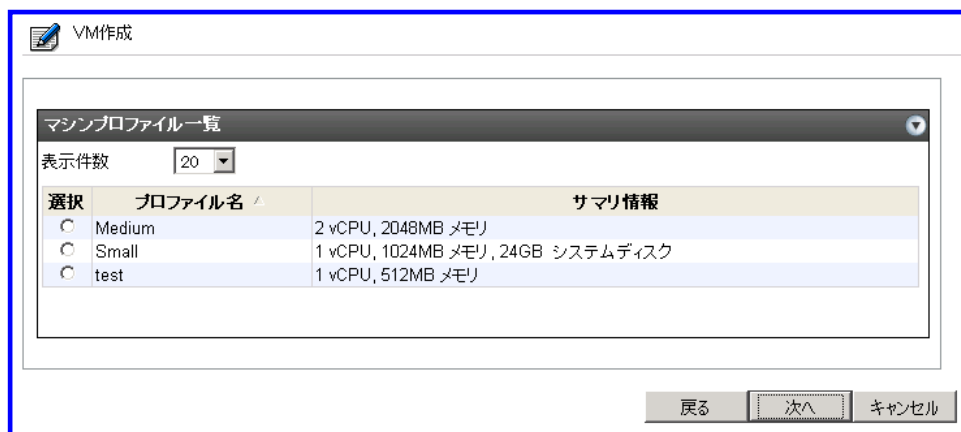 VM作成
マシンプロファイル一覧
表示件数 20
選択 プロファイル名 サマリ情報
Medium 2 vCPU, 2048MB メモリ
Small 1 vCPU, 1024MB メモリ, 24GB システムディスク
test 1 vCPU, 512MB メモリ
戻る 次へ キャンセル